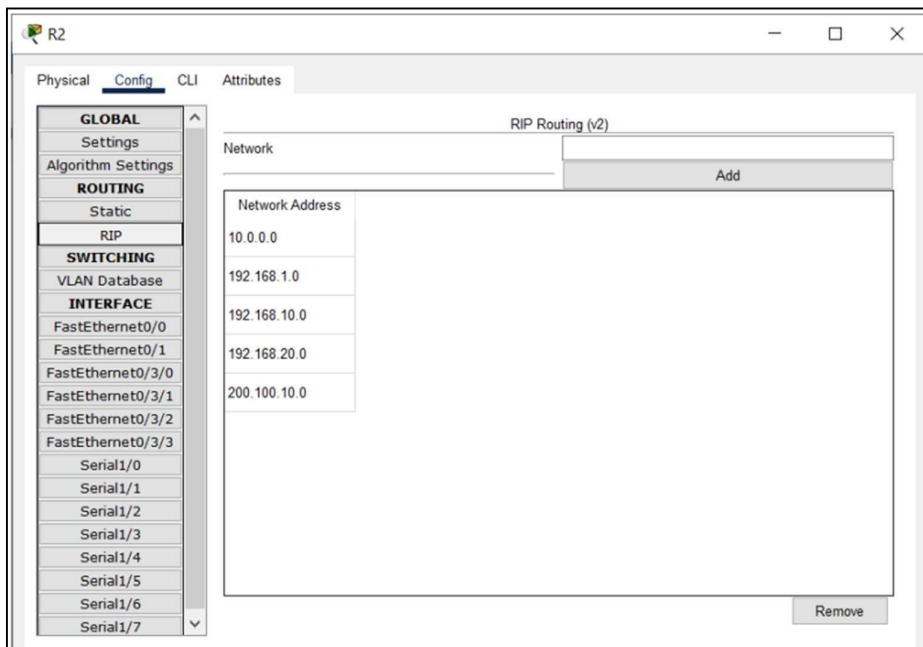 R2
Physical Config CLI Attributes
GLOBAL
Settings
Algorithm Settings
ROUTING
Static
RIP
SWITCHING
VLAN Database
INTERFACE
FastEthernet0/0
FastEthernet0/1
FastEthernet0/3/0
FastEthernet0/3/1
FastEthernet0/3/2
FastEthernet0/3/3
Serial1/0
Serial1/1
Serial1/2
Serial1/3
Serial1/4
Serial1/5
Serial1/6
Serial1/7
RIP Routing (v2)
Network
Add
Network Address
10.0.0.0
192.168.1.0
192.168.10.0
192.168.20.0
200.100.10.0
Remove